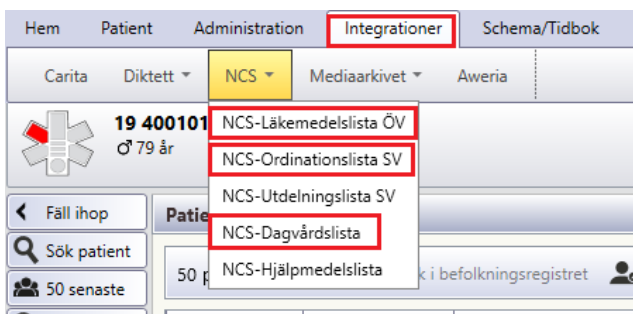 Hem Patient Administration Integrationer Schema/Tidbok
Carita Diktett NCS Mediaarkivet Aweria
19 400101
79 år
NCS-Läkemedelslista ÖV
NCS-Ordinationslista SV
NCS-Utdelningslista SV
NCS-Dagvårdslista
NCS-Hjälpmedelslista
Fäll ihop
Sök patient
50 senaste
Patie
50 p
k i befolkningsregistret